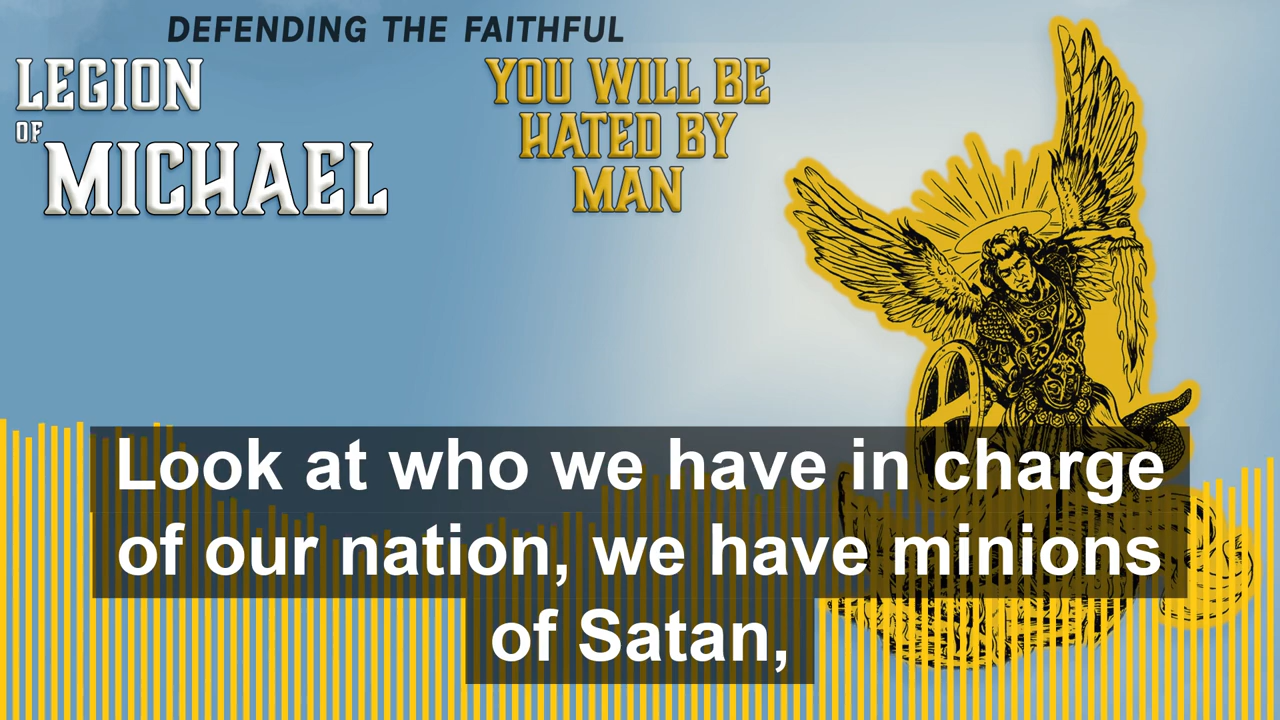 DEFENDING THE FAITHFUL
LEGION
OF
MICHAEL
YOU WILL BE
HATED BY
MAN
Look at who we have in charge
of our nation, we have minions
of Satan,